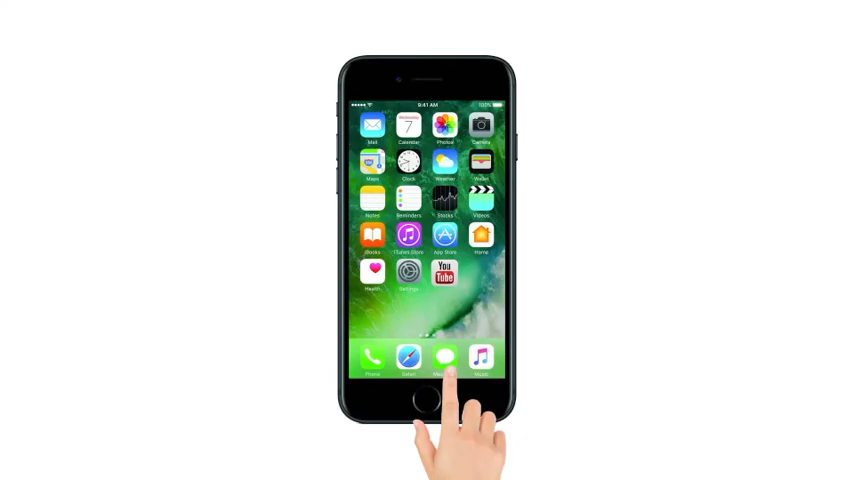 9:41 AM 100%
Wednesday
7
Mail Calendar Photos Camera
Maps Clock Weather Wallet
Notes Reminders Stocks Videos
iBooks iTunes Store App Store Home
You
Tube
Health Settings
Phone Safari Music